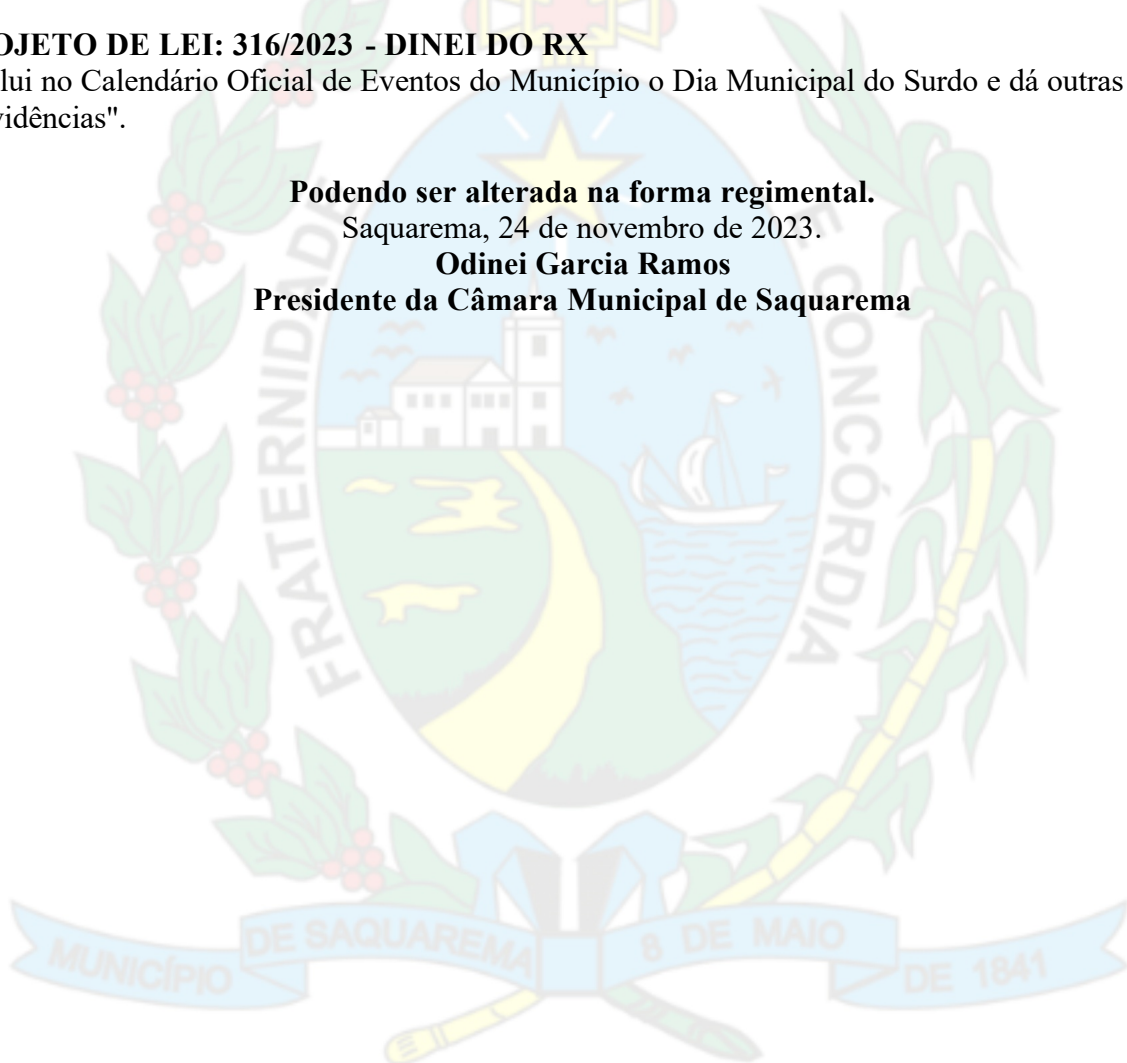 OJETO DE LEI: 316/2023 - DINEI DO RX
lui no Calendário Oficial de Eventos do Município o Dia Municipal do Surdo e dá outras
vidências".
Podendo ser alterada na forma regimental.
Saquarema, 24 de novembro de 2023.
Odinei Garcia Ramos
Presidente da Câmara Municipal de Saquarema
FRATERNIDADE E CONCÓRDIA
MUNICÍPIO DE SAQUAREMA 8 DE MAIO DE 1841